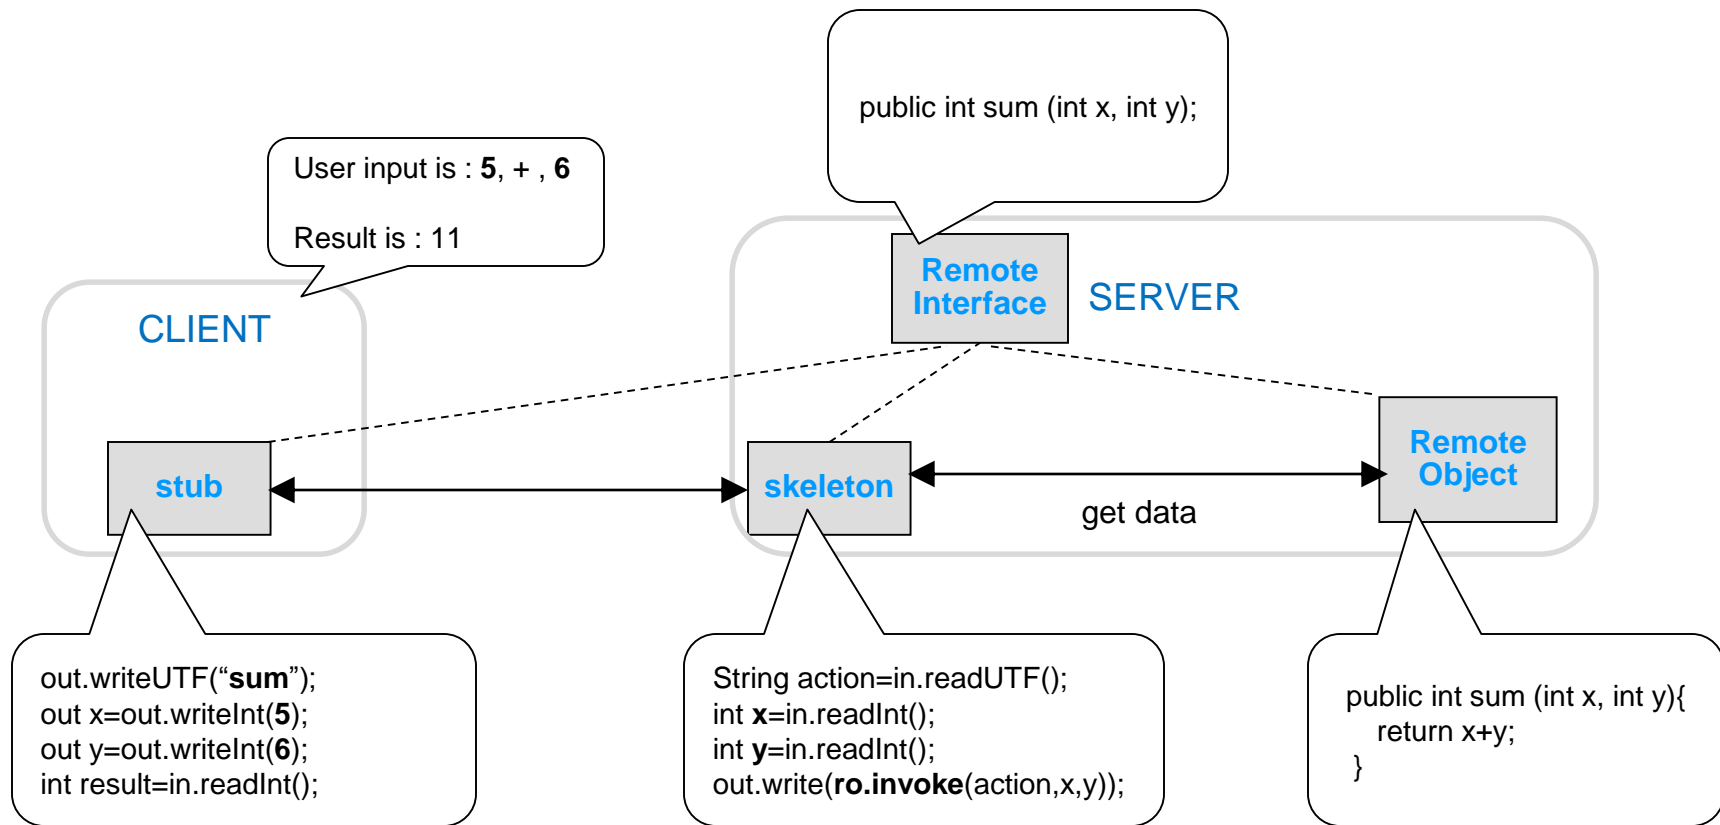 public int sum (int x, int y);
User input is : 5, + , 6
Result is : 11
CLIENT
Remote
Interface
SERVER
stub
skeleton
get data
Remote
Object
out.writeUTF(“sum”);
out x=out.writeInt(5);
out y=out.writeInt(6);
int result=in.readInt();
String action=in.readUTF();
int x=in.readInt();
int y=in.readInt();
out.write(ro.invoke(action,x,y));
public int sum (int x, int y){
return x+y;
}